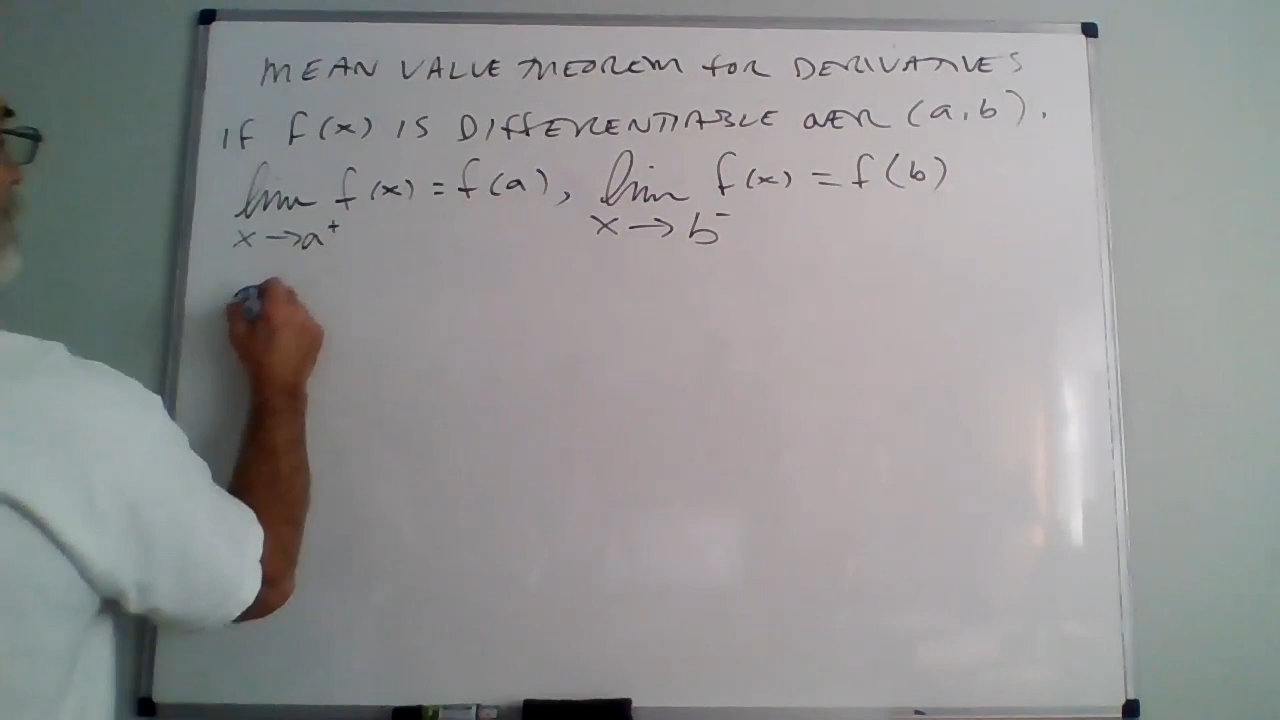 MEAN VALUE THEOREM for DERIVATIVES
IF f(x) IS DIFFERENTIABLE OVER (a,b).
lim f(x) = f(a), lim f(x) = f(b)
x→a⁺ x→b⁻